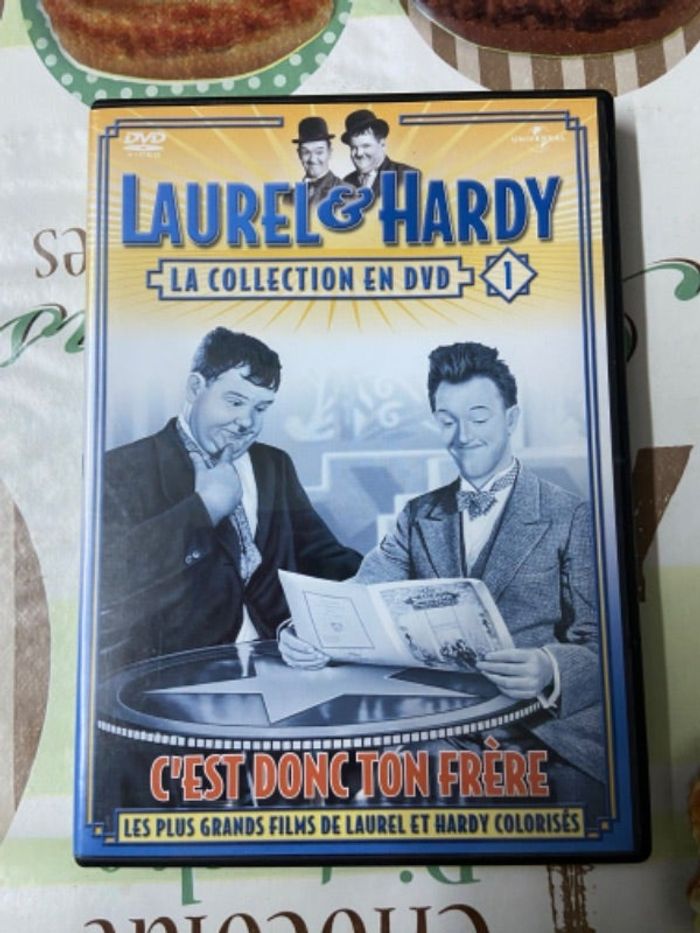 DVD
VIDEO
UNIVERSAL
LAUREL & HARDY
LA COLLECTION EN DVD 1
C'EST DONC TON FRÈRE
LES PLUS GRANDS FILMS DE LAUREL ET HARDY COLORISÉS